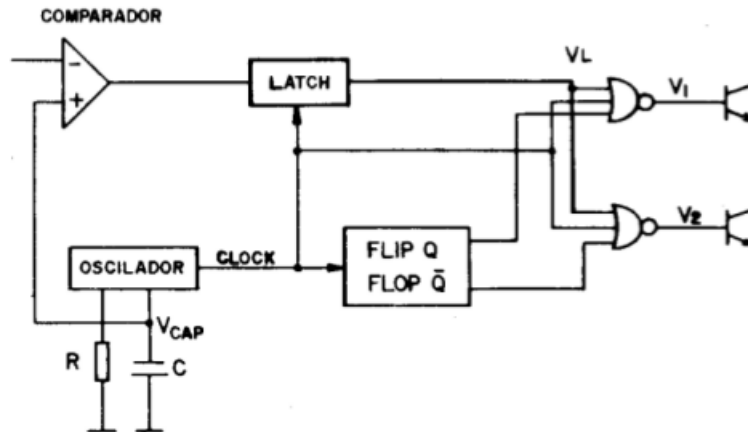 COMPARADOR
−
+
LATCH
VL
V1
V2
OSCILADOR
CLOCK
FLIP Q
FLOP Q̅
VCAP
R
C